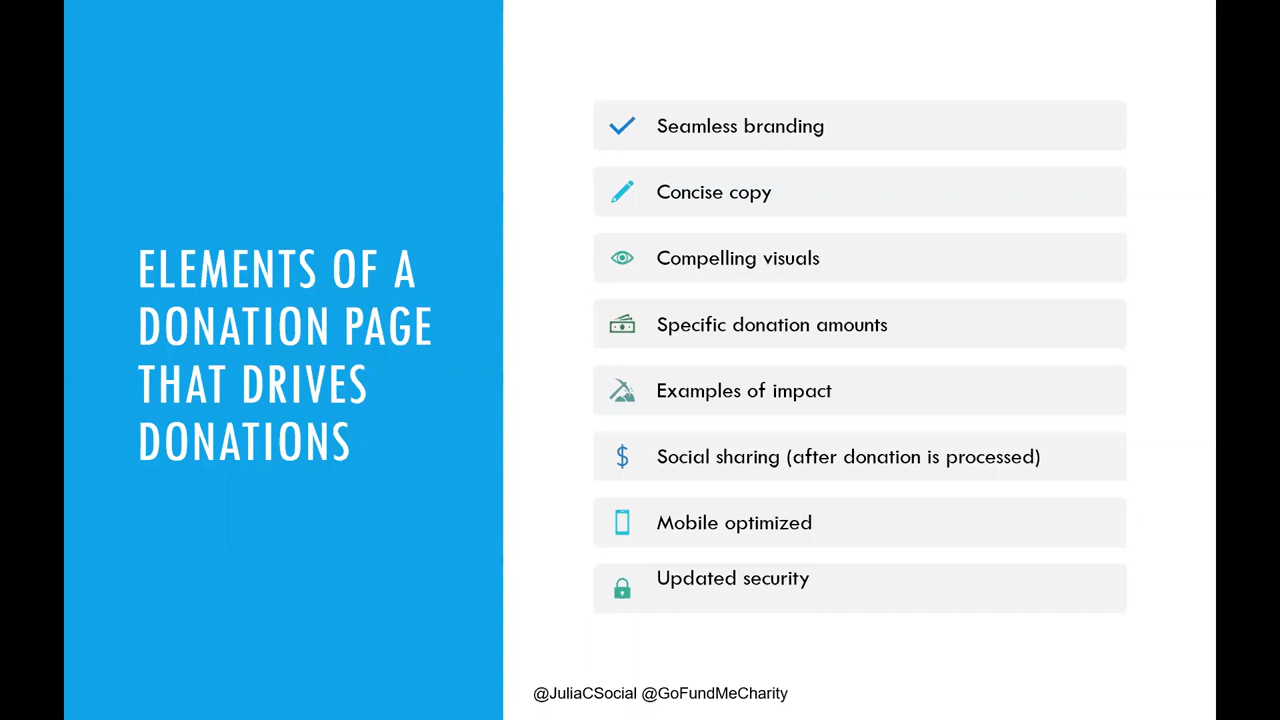 ELEMENTS OF A
DONATION PAGE
THAT DRIVES
DONATIONS
Seamless branding
Concise copy
Compelling visuals
Specific donation amounts
Examples of impact
Social sharing (after donation is processed)
Mobile optimized
Updated security
@JuliaCSocial @GoFundMeCharity